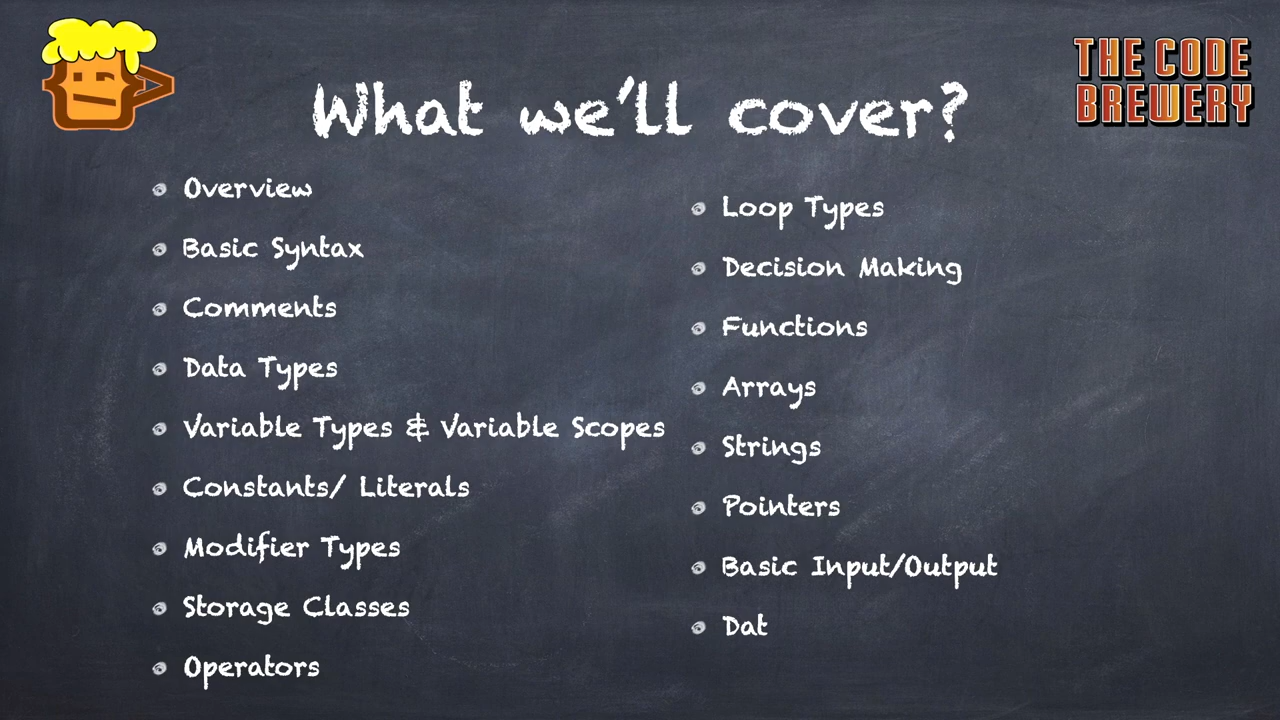 THE CODE
BREWERY
What we'll cover?
Overview
Basic Syntax
Comments
Data Types
Variable Types & Variable Scopes
Constants/ Literals
Modifier Types
Storage Classes
Operators
Loop Types
Decision Making
Functions
Arrays
Strings
Pointers
Basic Input/Output
Dat